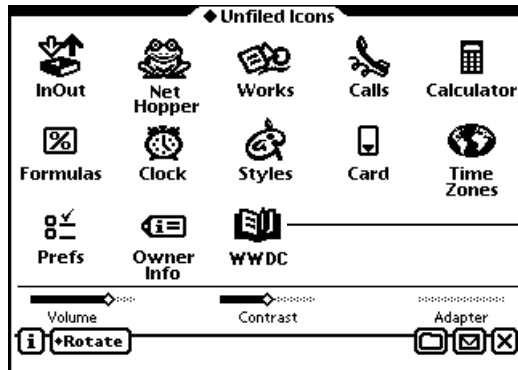 ◆Unfiled Icons
InOut
Net
Hopper
Works
Calls
Calculator
Formulas
Clock
Styles
Card
Time
Zones
Prefs
Owner
Info
WWDC
Volume
Contrast
Adapter
i
◆Rotate